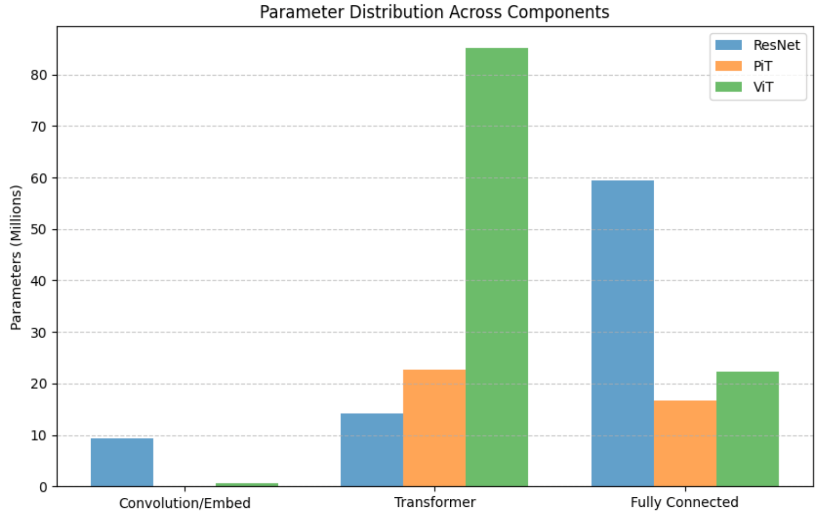 Parameter Distribution Across Components
ResNet
PiT
ViT
Parameters (Millions)
80
70
60
50
40
30
20
10
0
Convolution/Embed
Transformer
Fully Connected